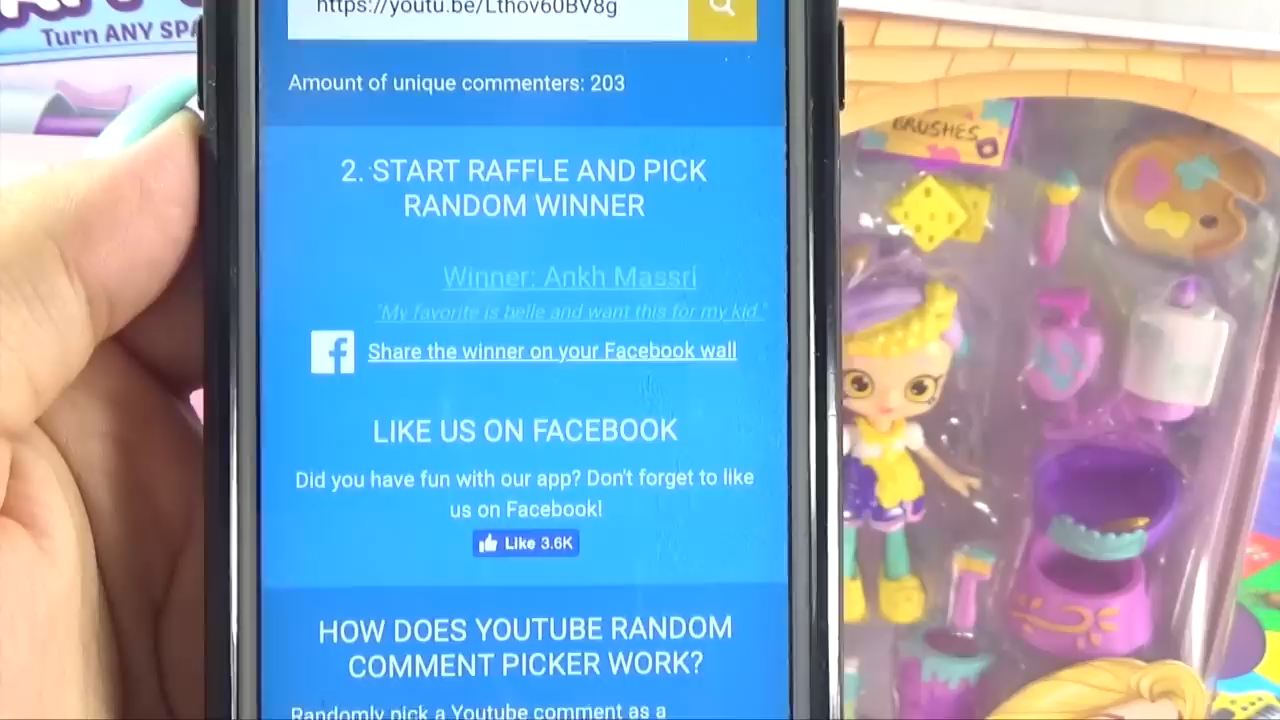 Turn ANY SPA
https://youtu.be/Lthov60BV8g
Amount of unique commenters: 203
2. START RAFFLE AND PICK
RANDOM WINNER
Winner: Ankh Massri
"My favorite is belle and want this for my kid."
Share the winner on your Facebook wall
LIKE US ON FACEBOOK
Did you have fun with our app? Don't forget to like
us on Facebook!
Like 3.6K
HOW DOES YOUTUBE RANDOM
COMMENT PICKER WORK?
Randomly pick a Youtube comment as a
BRUSHES